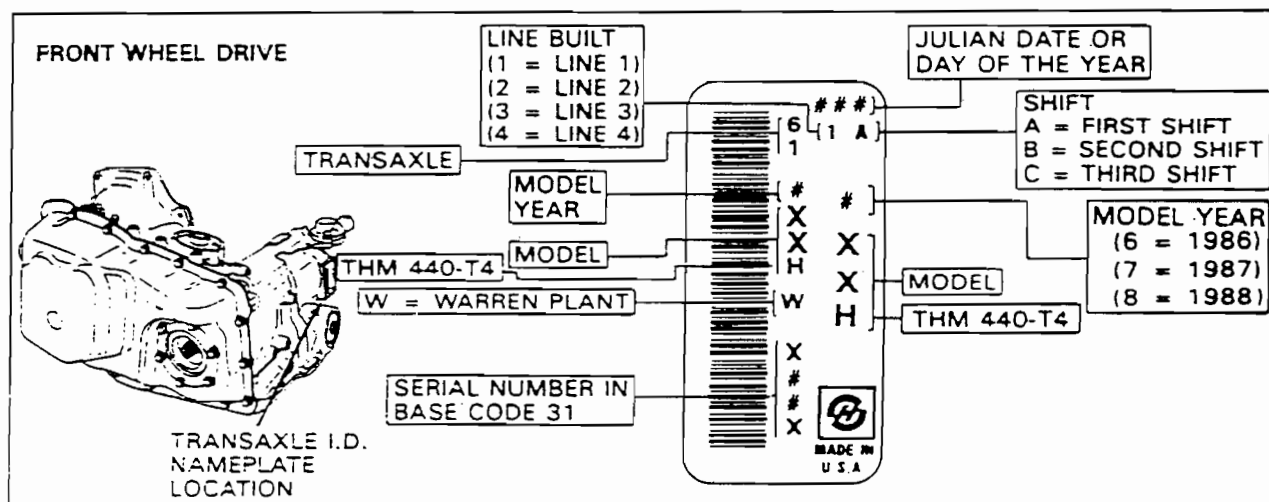 FRONT WHEEL DRIVE
LINE BUILT
(1 = LINE 1)
(2 = LINE 2)
(3 = LINE 3)
(4 = LINE 4)
JULIAN DATE OR
DAY OF THE YEAR
SHIFT
A = FIRST SHIFT
B = SECOND SHIFT
C = THIRD SHIFT
TRANSAXLE
MODEL
YEAR
MODEL
THM 440-T4
W = WARREN PLANT
SERIAL NUMBER IN
BASE CODE 31
TRANSAXLE I.D.
NAMEPLATE
LOCATION
6
1
#
X
X
H
W
X
#
#
X
###
1 A
#
X
X
H
MADE IN
U S A
MODEL YEAR
(6 = 1986)
(7 = 1987)
(8 = 1988)
MODEL
THM 440-T4